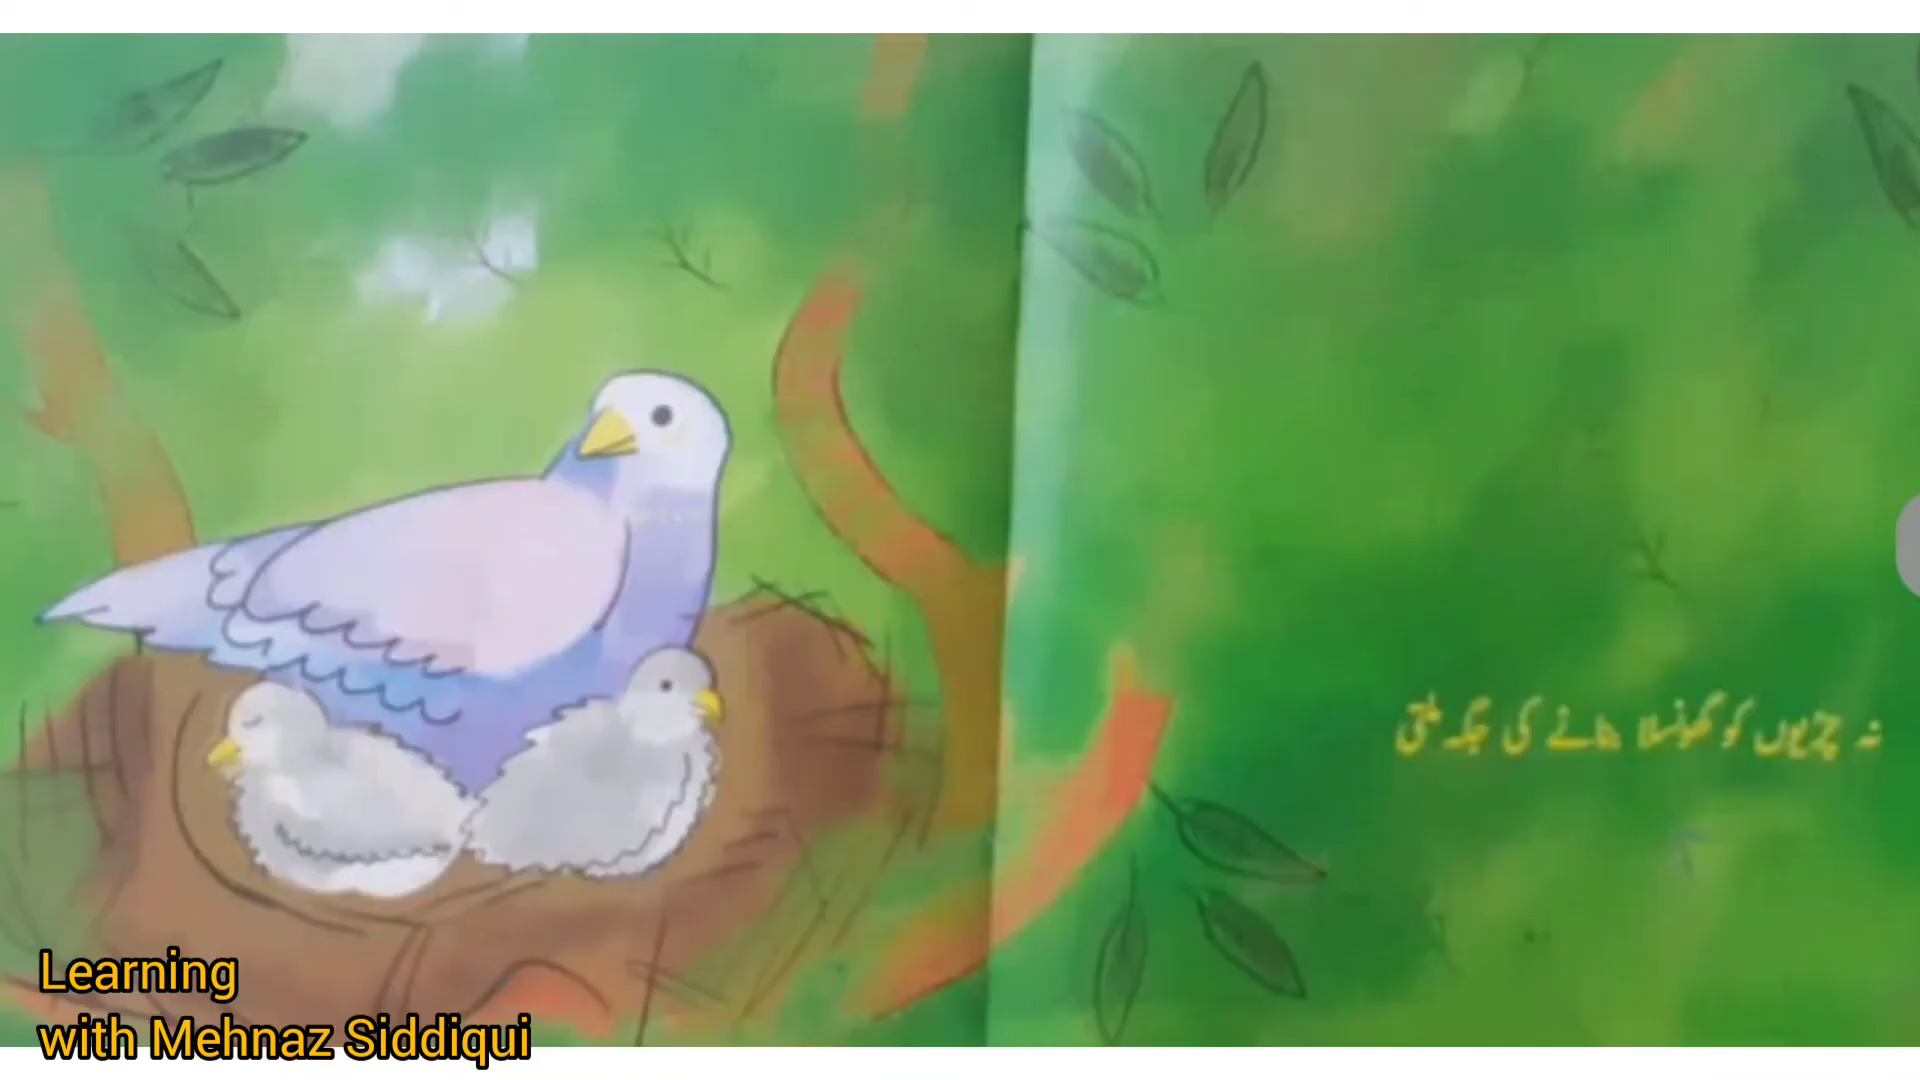 نہ چڑیوں کو گھونسلا بنانے کی جگہ ملتی
Learning
with Mehnaz Siddiqui